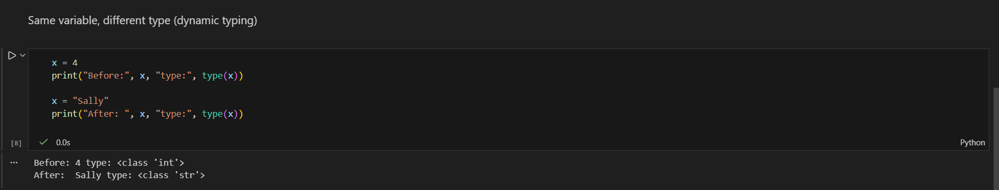 Same variable, different type (dynamic typing)
x = 4
print("Before:", x, "type:", type(x))
x = "Sally"
print("After: ", x, "type:", type(x))
[8]
0.0s
Python
Before: 4 type: <class 'int'>
After:  Sally type: <class 'str'>